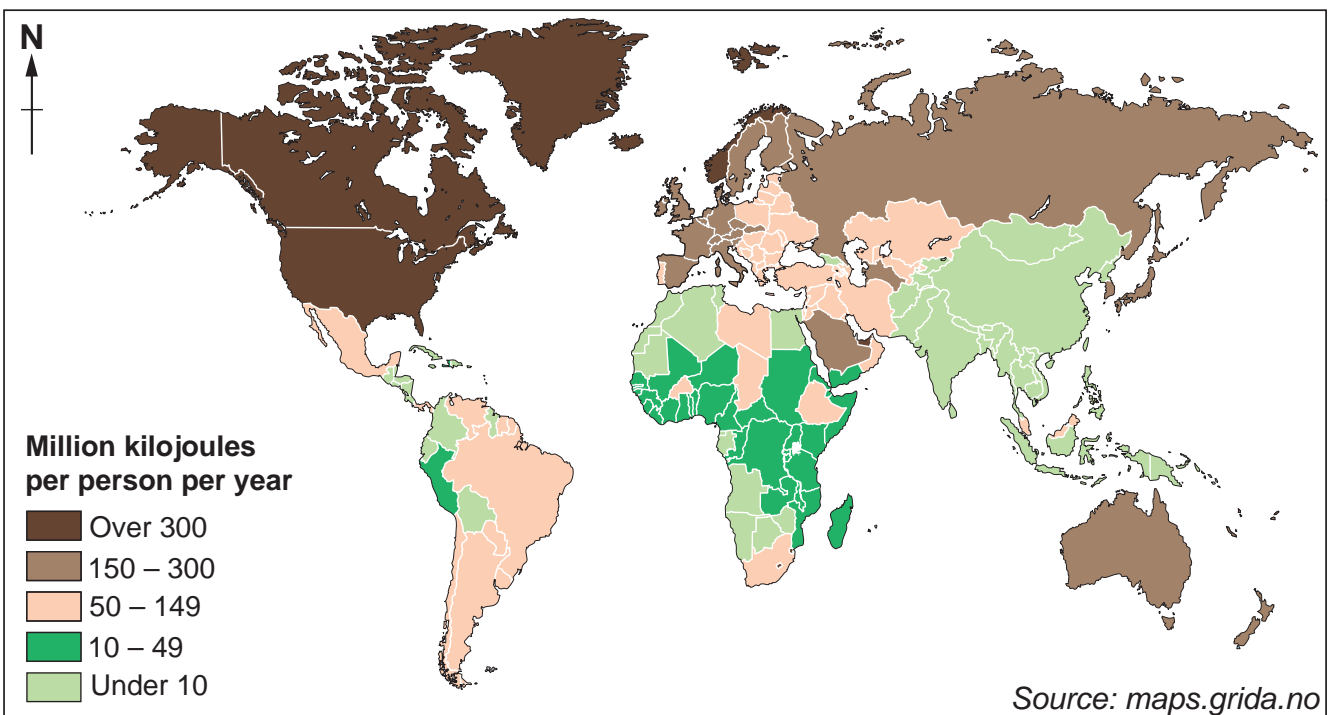 N
Million kilojoules
per person per year
Over 300
150 – 300
50 – 149
10 – 49
Under 10
Source: maps.grida.no